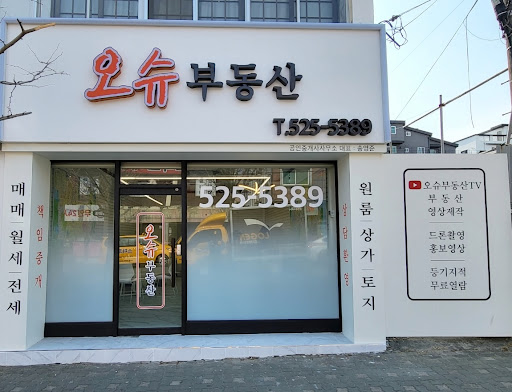 오슈 부동산
T.525-5389
공인중개사사무소 대표 : 송영준
매매/월세/전세
책임중개
525-5389
오슈부동산
상담환영
원룸/상가/토지
오슈부동산TV
부동산
영상제작
드론촬영
홍보영상
등기지적
무료열람